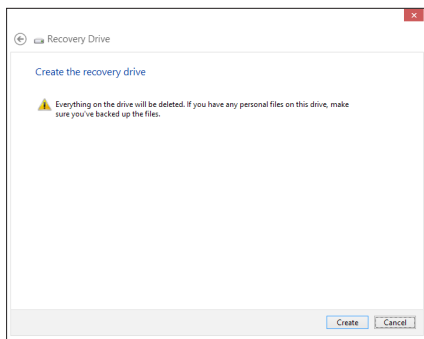 Recovery Drive
Create the recovery drive
Everything on the drive will be deleted. If you have any personal files on this drive, make
sure you've backed up the files.
Create Cancel